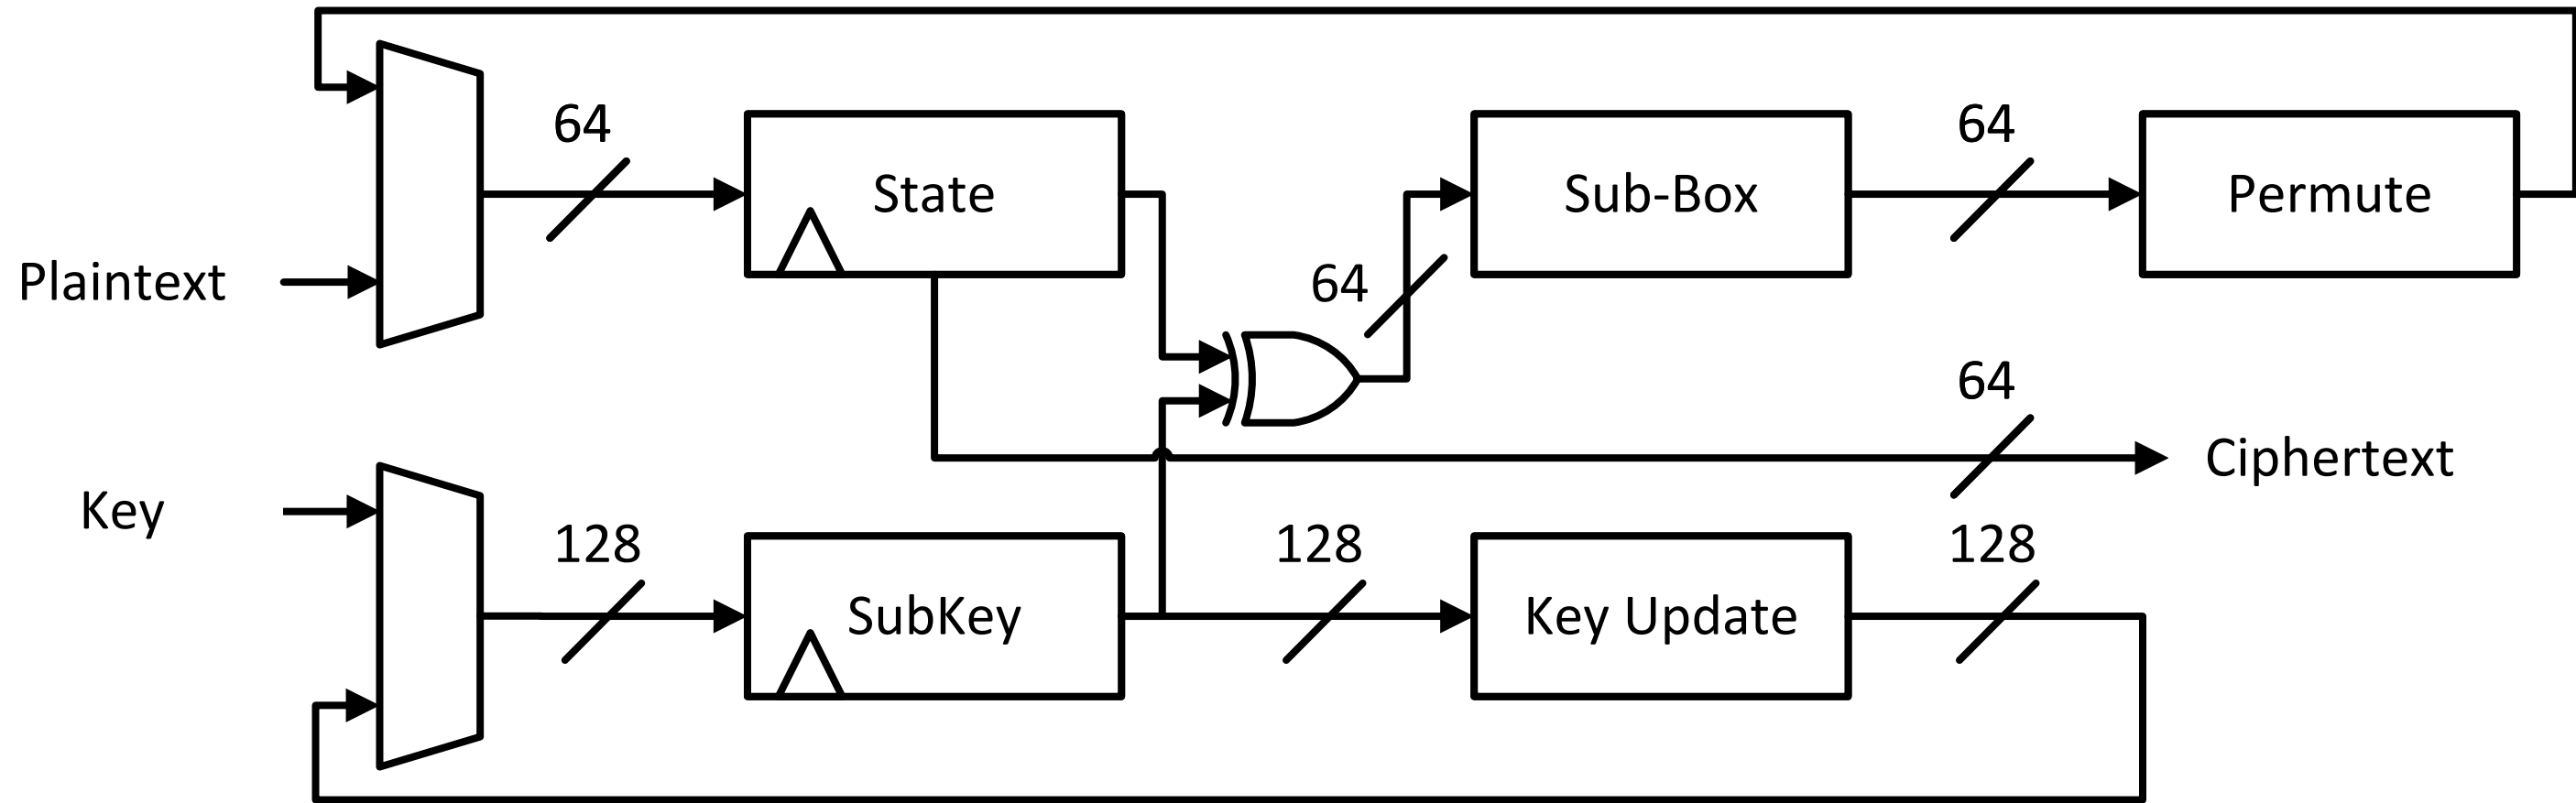 64
State
Sub-Box
64
Permute
Plaintext
64
64
Ciphertext
Key
128
SubKey
128
Key Update
128